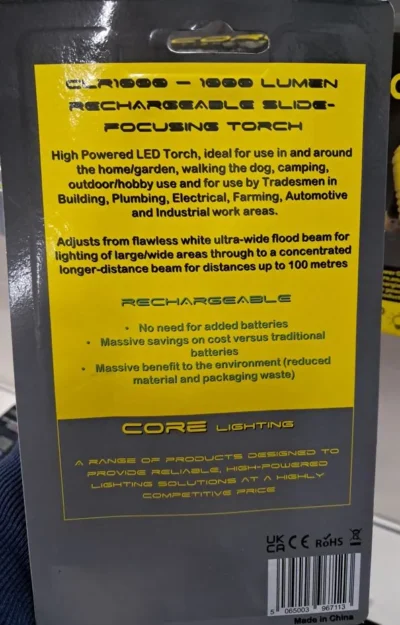 CLR1000 – 1000 LUMEN
RECHARGEABLE SLIDE-
FOCUSING TORCH
High Powered LED Torch, ideal for use in and around
the home/garden, walking the dog, camping,
outdoor/hobby use and for use by Tradesmen in
Building, Plumbing, Electrical, Farming, Automotive
and Industrial work areas.
Adjusts from flawless white ultra-wide flood beam for
lighting of large/wide areas through to a concentrated
longer-distance beam for distances up to 100 metres
RECHARGEABLE
• No need for added batteries
• Massive savings on cost versus traditional
batteries
• Massive benefit to the environment (reduced
material and packaging waste)
CORE LIGHTING
A RANGE OF PRODUCTS DESIGNED TO
PROVIDE RELIABLE, HIGH-POWERED
LIGHTING SOLUTIONS AT A HIGHLY
COMPETITIVE PRICE
UK
CA CE RoHS
5 065003 967113
Made in China